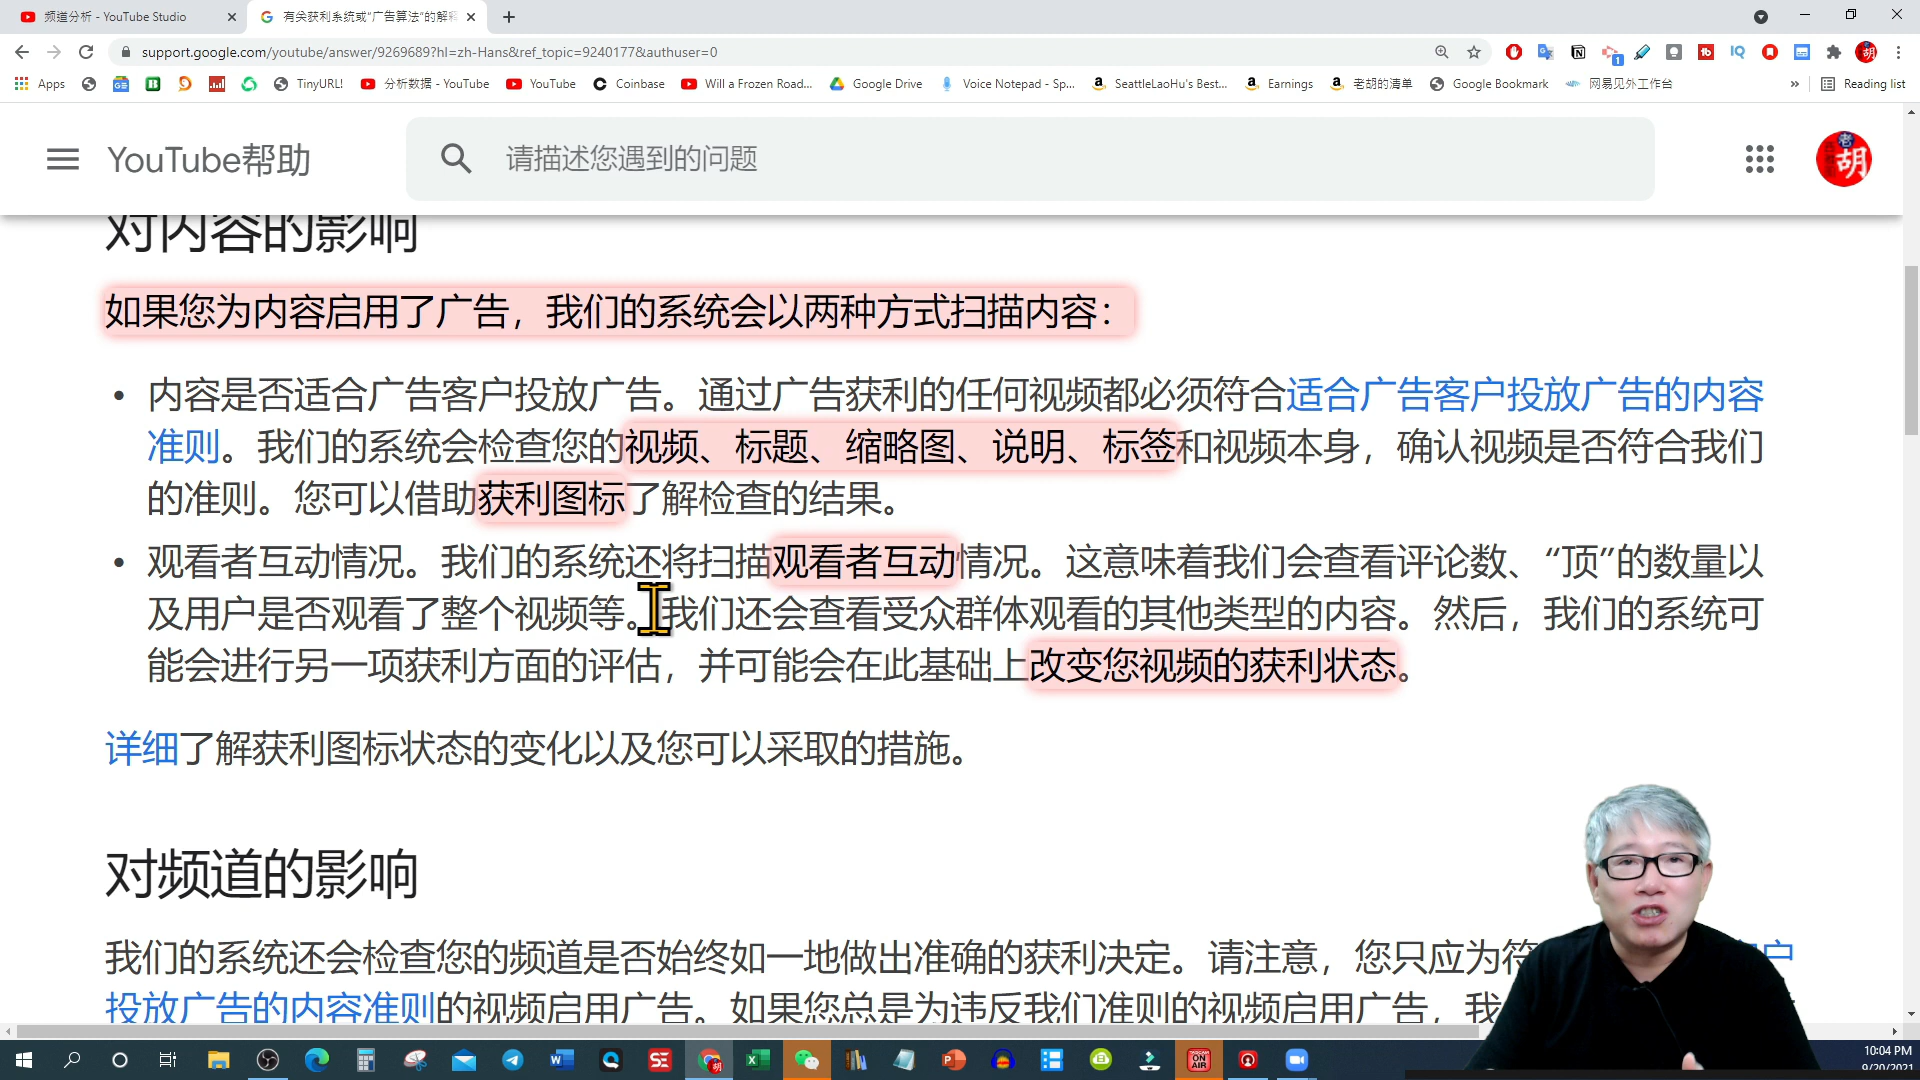 频道分析 - YouTube Studio
有关获利系统或“广告算法”的解释
support.google.com/youtube/answer/9269689?hl=zh-Hans&ref_topic=9240177&authuser=0
Apps
TinyURL!
分析数据 - YouTube
YouTube
Coinbase
Will a Frozen Road...
Google Drive
Voice Notepad - Sp...
SeattleLaoHu's Best...
Earnings
老胡的清单
Google Bookmark
网易见外工作台
Reading list
YouTube帮助
请描述您遇到的问题
对内容的影响
如果您为内容启用了广告，我们的系统会以两种方式扫描内容：
• 内容是否适合广告客户投放广告。通过广告获利的任何视频都必须符合适合广告客户投放广告的内容
准则。我们的系统会检查您的视频、标题、缩略图、说明、标签和视频本身，确认视频是否符合我们
的准则。您可以借助获利图标了解检查的结果。
• 观看者互动情况。我们的系统还将扫描观看者互动情况。这意味着我们会查看评论数、“顶”的数量以
及用户是否观看了整个视频等。我们还会查看受众群体观看的其他类型的内容。然后，我们的系统可
能会进行另一项获利方面的评估，并可能会在此基础上改变您视频的获利状态。
详细了解获利图标状态的变化以及您可以采取的措施。
对频道的影响
我们的系统还会检查您的频道是否始终如一地做出准确的获利决定。请注意，您只应为符
投放广告的内容准则的视频启用广告。如果您总是为违反我们准则的视频启用广告，我
10:04 PM
9/20/2021